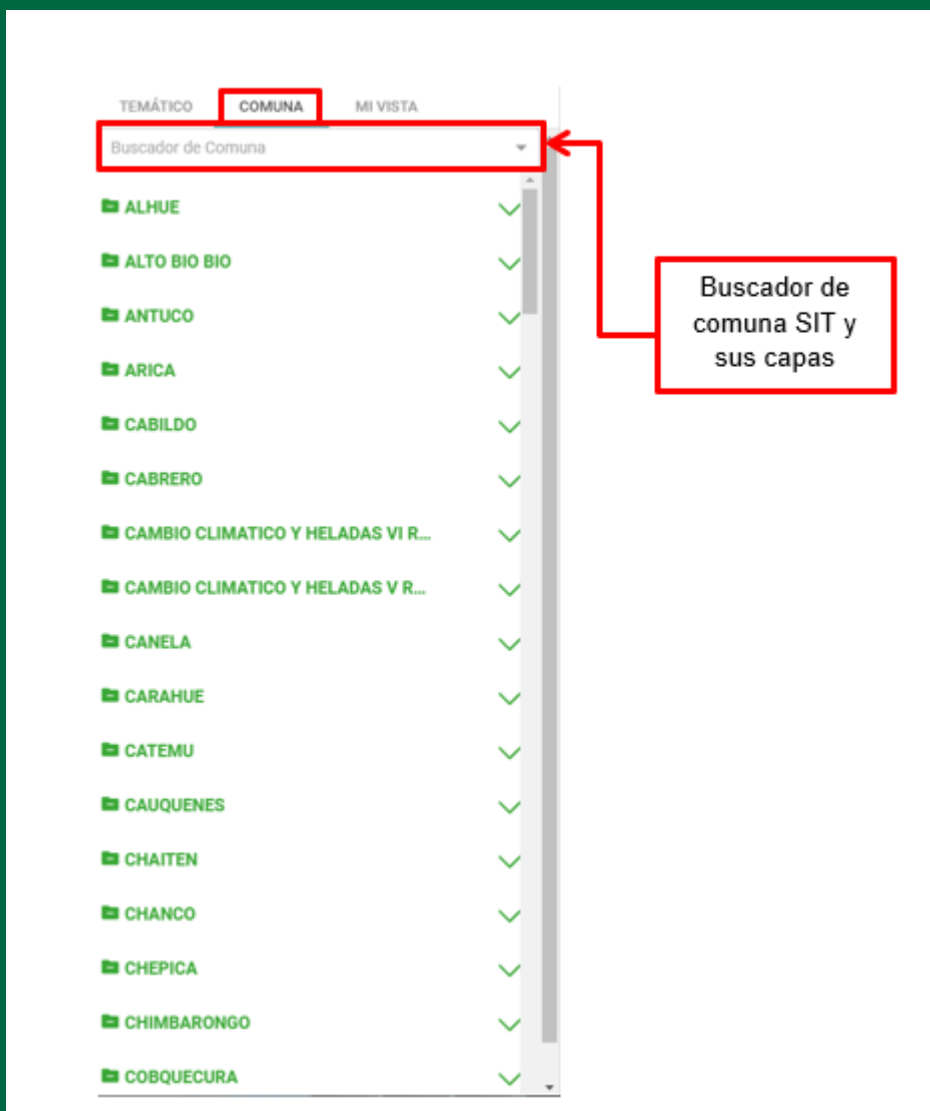 TEMÁTICO COMUNA MI VISTA
Buscador de Comuna
ALHUE
ALTO BIO BIO
ANTUCO
ARICA
CABILDO
CABRERO
CAMBIO CLIMATICO Y HELADAS VI R...
CAMBIO CLIMATICO Y HELADAS V R...
CANELA
CARAHUE
CATEMU
CAUQUENES
CHAITEN
CHANCO
CHEPICA
CHIMBARONGO
COBQUECURA
Buscador de
comuna SIT y
sus capas